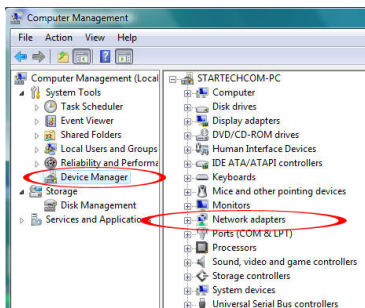 Computer Management
File Action View Help
Computer Management (Local
System Tools
Task Scheduler
Event Viewer
Shared Folders
Local Users and Groups
Reliability and Performa
Device Manager
Storage
Disk Management
Services and Applications
STARTECHCOM-PC
Computer
Disk drives
Display adapters
DVD/CD-ROM drives
Human Interface Devices
IDE ATA/ATAPI controllers
Keyboards
Mice and other pointing devices
Monitors
Network adapters
Ports (COM & LPT)
Processors
Sound, video and game controllers
Storage controllers
System devices
Universal Serial Bus controllers